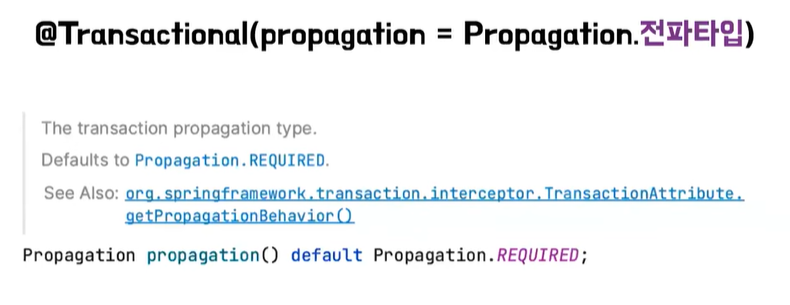 @Transactional(propagation = Propagation.전파타입)
The transaction propagation type.
Defaults to Propagation.REQUIRED.
See Also: org.springframework.transaction.interceptor.TransactionAttribute.
getPropagationBehavior()
Propagation propagation() default Propagation.REQUIRED;